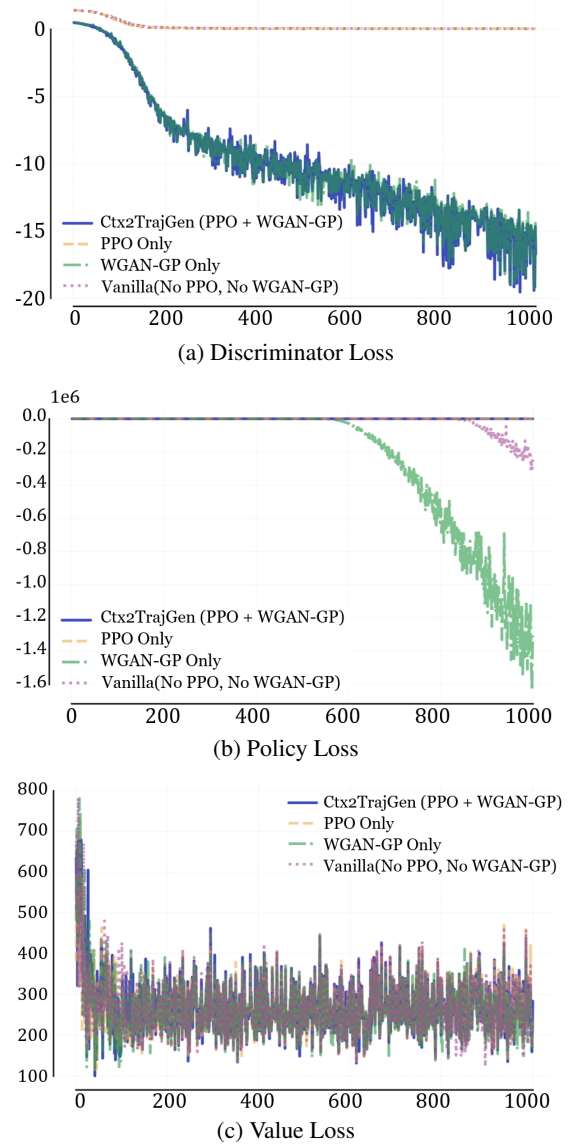 0
-5
-10
-15
-20
Ctx2TrajGen (PPO + WGAN-GP)
PPO Only
WGAN-GP Only
Vanilla(No PPO, No WGAN-GP)
0 200 400 600 800 1000
(a) Discriminator Loss
1e6
0.0
-0.2
-0.4
-0.6
-0.8
-1.0
-1.2
-1.4
-1.6
Ctx2TrajGen (PPO + WGAN-GP)
PPO Only
WGAN-GP Only
Vanilla(No PPO, No WGAN-GP)
0 200 400 600 800 1000
(b) Policy Loss
800
700
600
500
400
300
200
100
Ctx2TrajGen (PPO + WGAN-GP)
PPO Only
WGAN-GP Only
Vanilla(No PPO, No WGAN-GP)
0 200 400 600 800 1000
(c) Value Loss